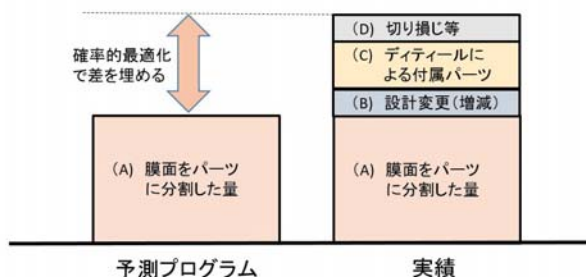 確率的最適化
で差を埋める
(A) 膜面をパーツ
に分割した量
予測プログラム
(D) 切り損じ等
(C) ディティールに
よる付属パーツ
(B) 設計変更(増減)
(A) 膜面をパーツ
に分割した量
実績